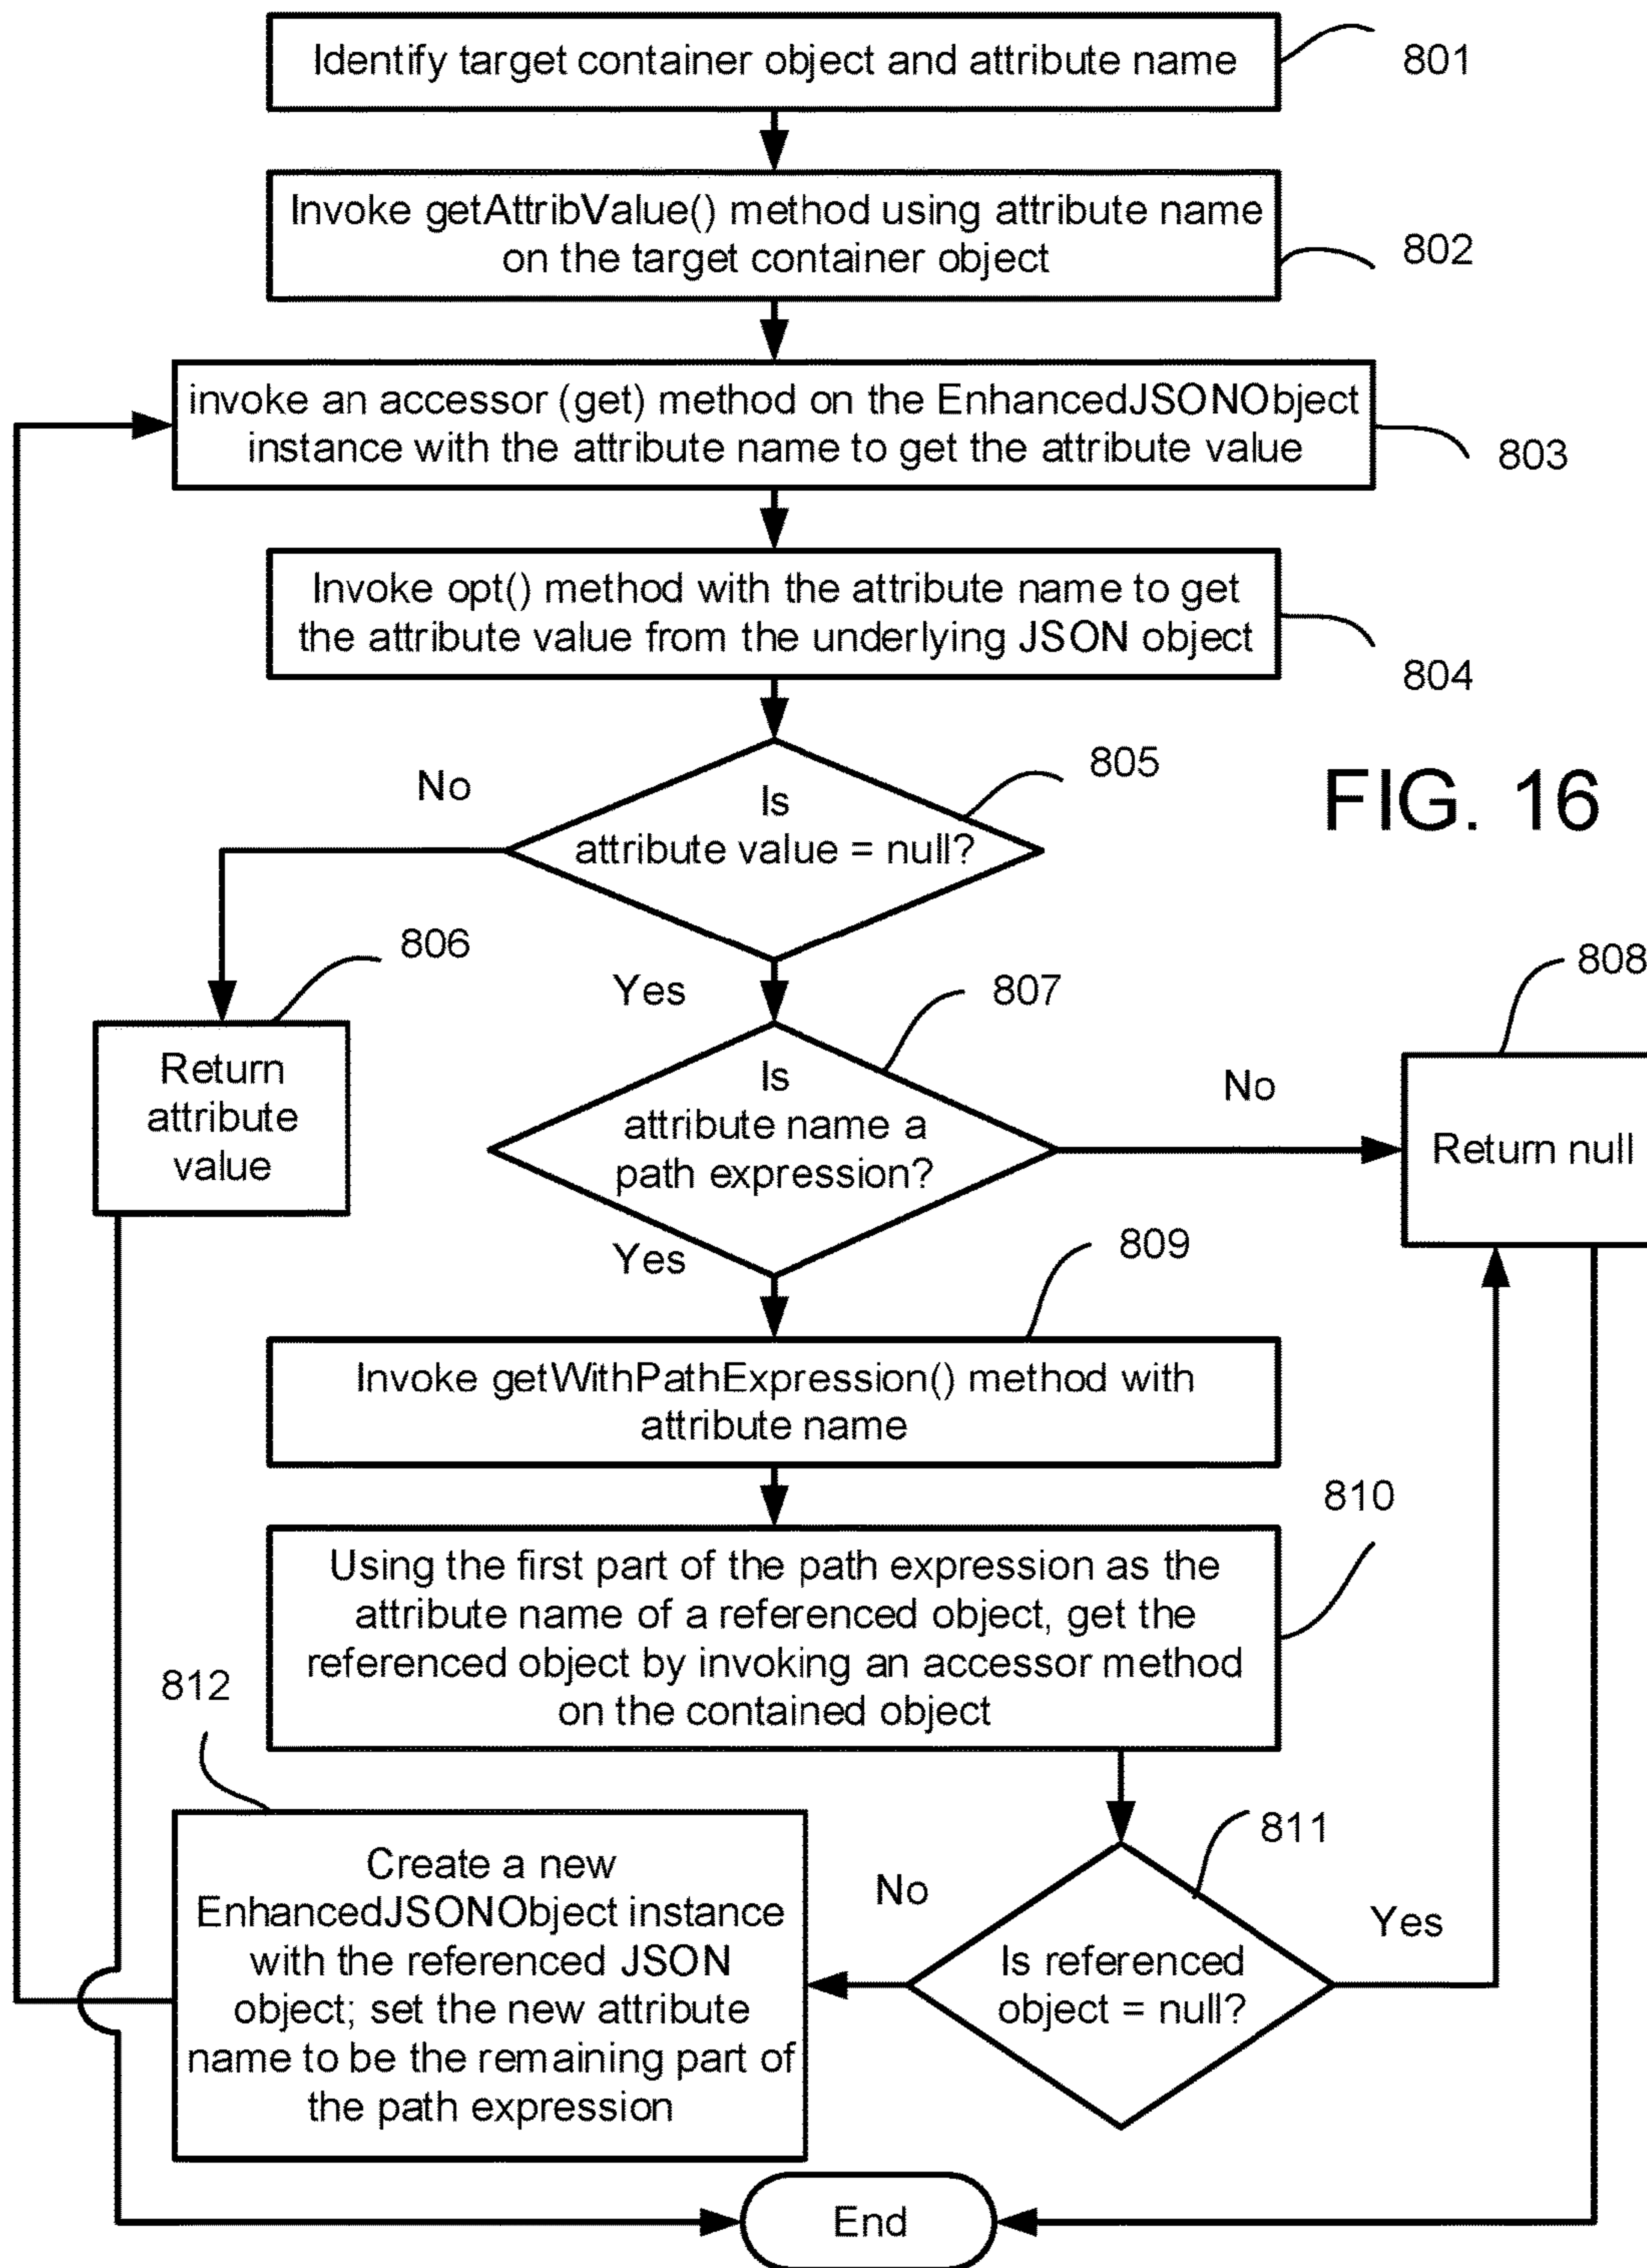 Identify target container object and attribute name
801
Invoke getAttribValue() method using attribute name
on the target container object
802
invoke an accessor (get) method on the EnhancedJSONObject
instance with the attribute name to get the attribute value
803
Invoke opt() method with the attribute name to get
the attribute value from the underlying JSON object
804
No
Is
attribute value = null?
805
FIG. 16
806
Return
attribute
value
Yes
807
Is
attribute name a
path expression?
No
808
Return null
Yes
809
Invoke getWithPathExpression() method with
attribute name
810
Using the first part of the path expression as the
attribute name of a referenced object, get the
referenced object by invoking an accessor method
on the contained object
812
Create a new
EnhancedJSONObject instance
with the referenced JSON
object; set the new attribute
name to be the remaining part of
the path expression
No
811
Is referenced
object = null?
Yes
End